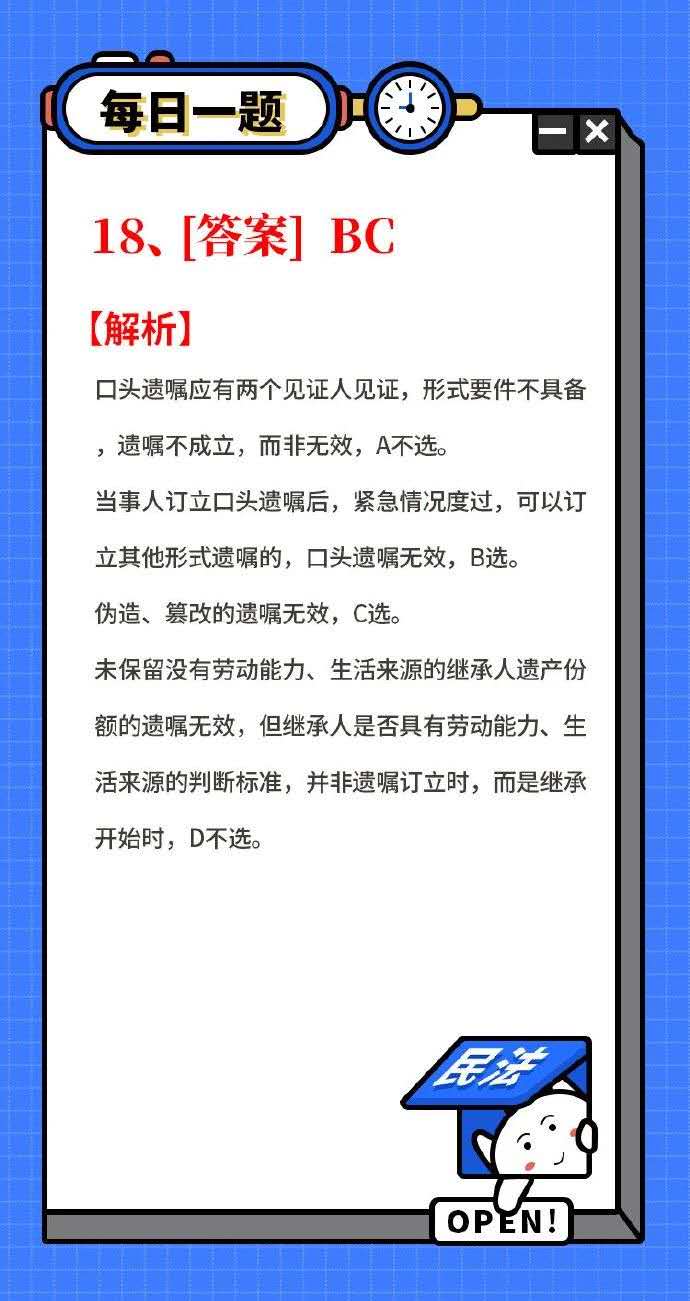 每日一题
18、[答案] BC
【解析】
口头遗嘱应有两个见证人见证，形式要件不具备
，遗嘱不成立，而非无效，A不选。
当事人订立口头遗嘱后，紧急情况度过，可以订
立其他形式遗嘱的，口头遗嘱无效，B选。
伪造、篡改的遗嘱无效，C选。
未保留没有劳动能力、生活来源的继承人遗产份
额的遗嘱无效，但继承人是否具有劳动能力、生
活来源的判断标准，并非遗嘱订立时，而是继承
开始时，D不选。
民法
OPEN!